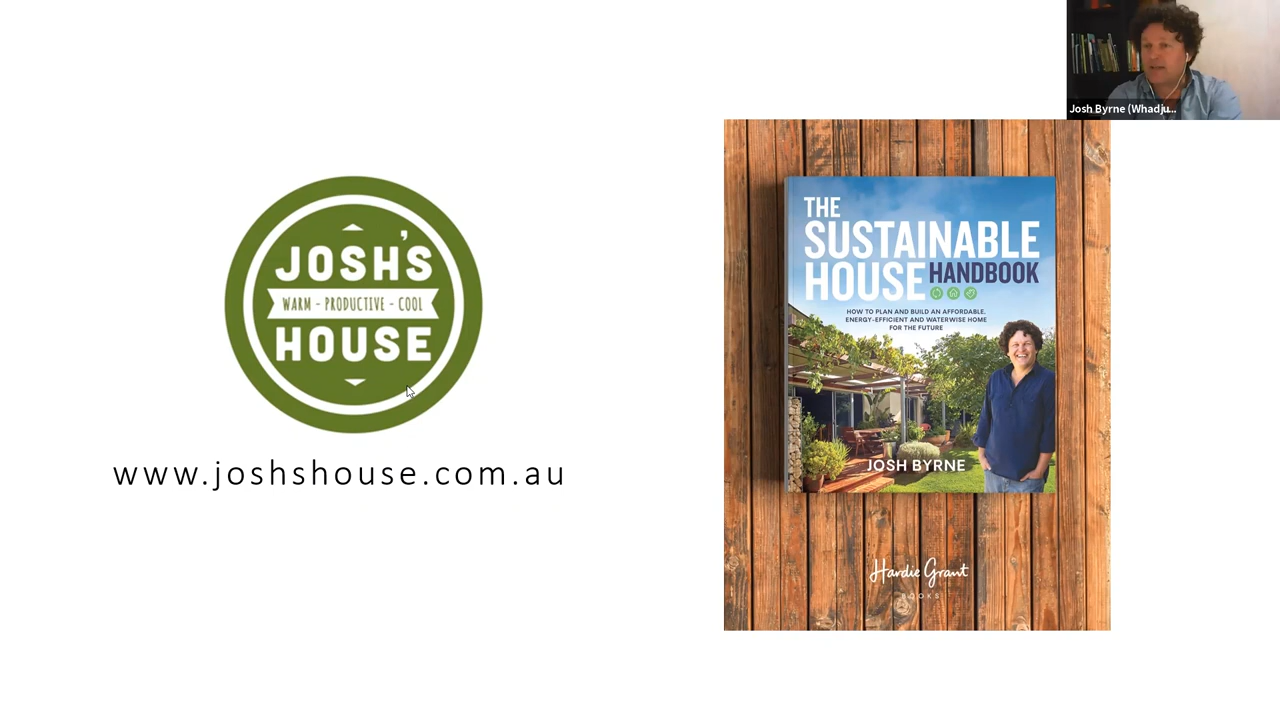 Josh Byrne (Whadju...
JOSH'S
WARM - PRODUCTIVE - COOL
HOUSE
www.joshshouse.com.au
THE
SUSTAINABLE
HOUSE HANDBOOK
HOW TO PLAN AND BUILD AN AFFORDABLE,
ENERGY-EFFICIENT AND WATERWISE HOME
FOR THE FUTURE
JOSH BYRNE
Hardie Grant
BOOKS